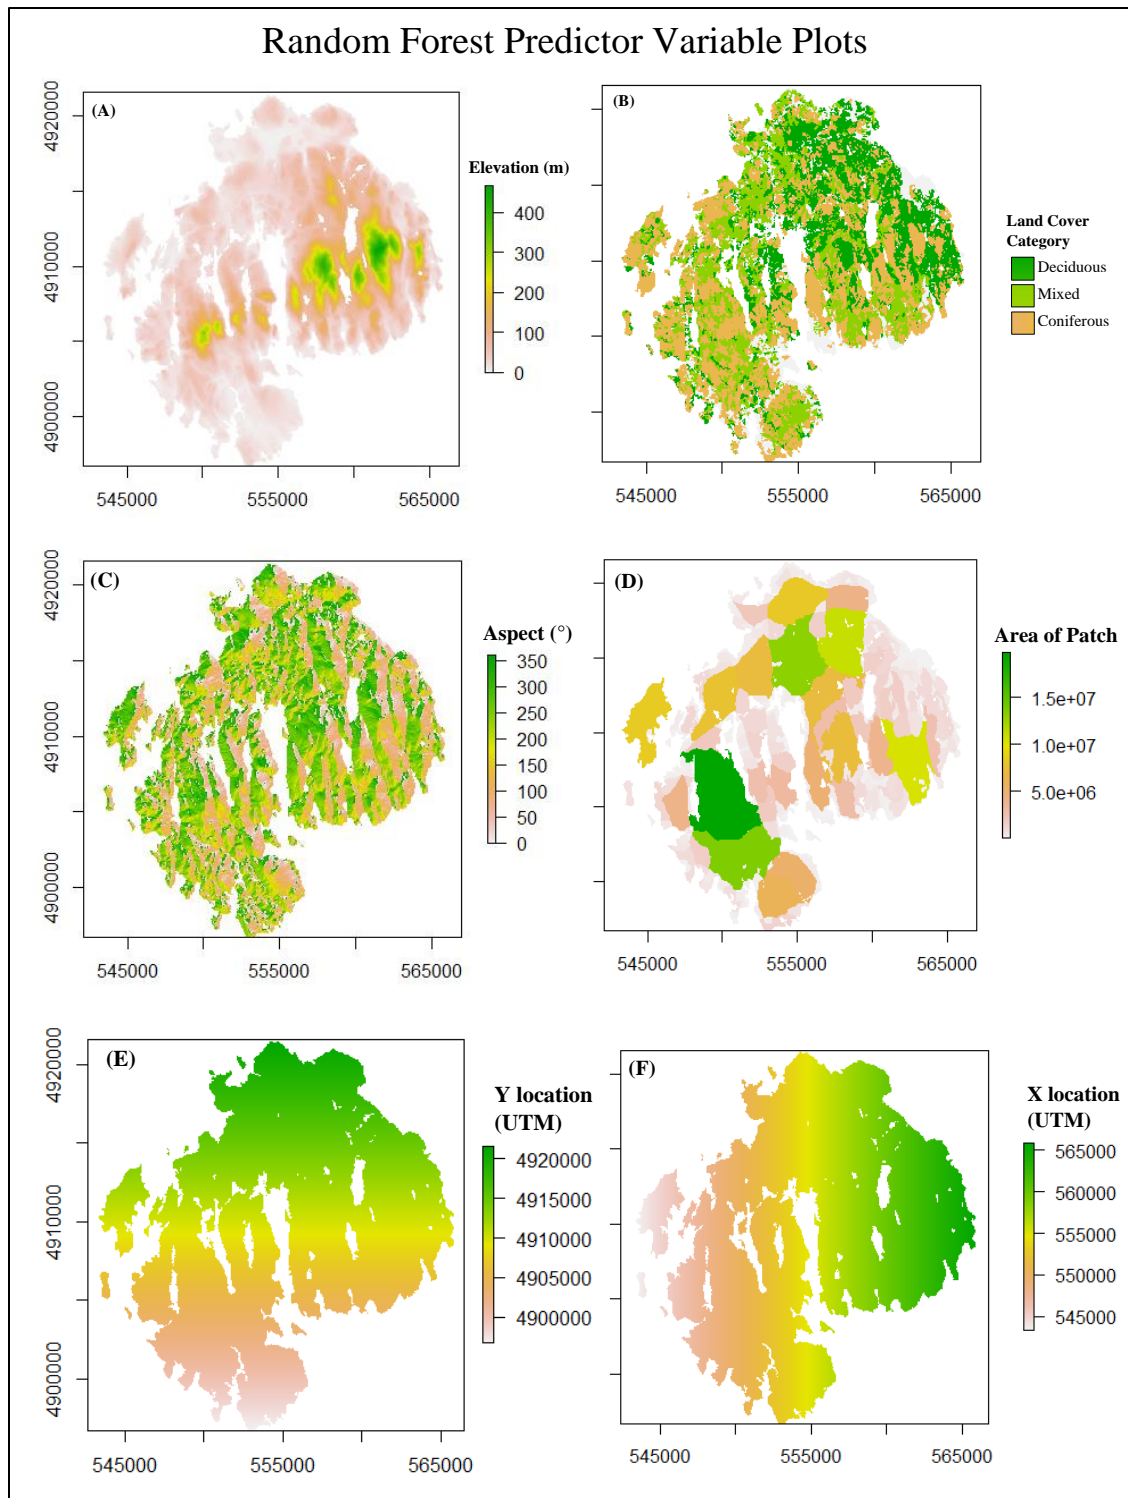 Random Forest Predictor Variable Plots
(A)
4920000
4910000
4900000
545000
555000
565000
Elevation (m)
400
300
200
100
0
(B)
545000
555000
565000
Land Cover
Category
Deciduous
Mixed
Coniferous
(C)
4920000
4910000
4900000
545000
555000
565000
Aspect (°)
350
300
250
200
150
100
50
0
(D)
545000
555000
565000
Area of Patch
1.5e+07
1.0e+07
5.0e+06
(E)
4920000
4910000
4900000
545000
555000
565000
Y location
(UTM)
4920000
4915000
4910000
4905000
4900000
(F)
545000
555000
565000
X location
(UTM)
565000
560000
555000
550000
545000